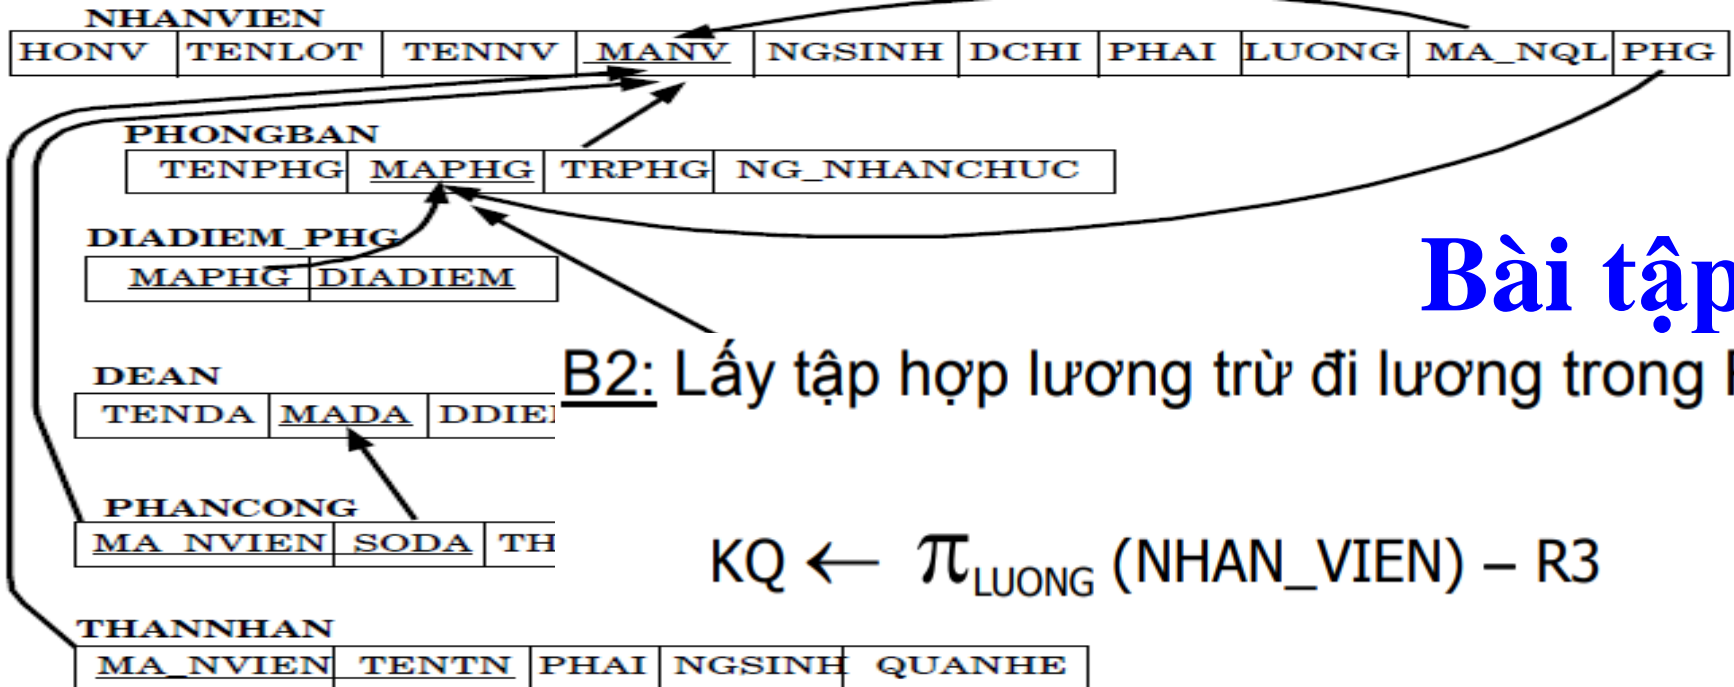 NHANVIEN
HONV TENLOT TENNV MANV NGSINH DCHI PHAI LUONG MA_NQL PHG
PHONGBAN
TENPHG MAPHG TRPHG NG_NHANCHUC
DIADIEM_PHG
MAPHG DIADIEM
Bài tập
B2: Lấy tập hợp lương trừ đi lương trong
DEAN
TENDA MADA
PHANCONG
MA_NVIEN SODA TH
KQ ← π LUONG (NHAN_VIEN) – R3
THANNHAN
MA_NVIEN TENTN PHAI NGSINH QUANHE